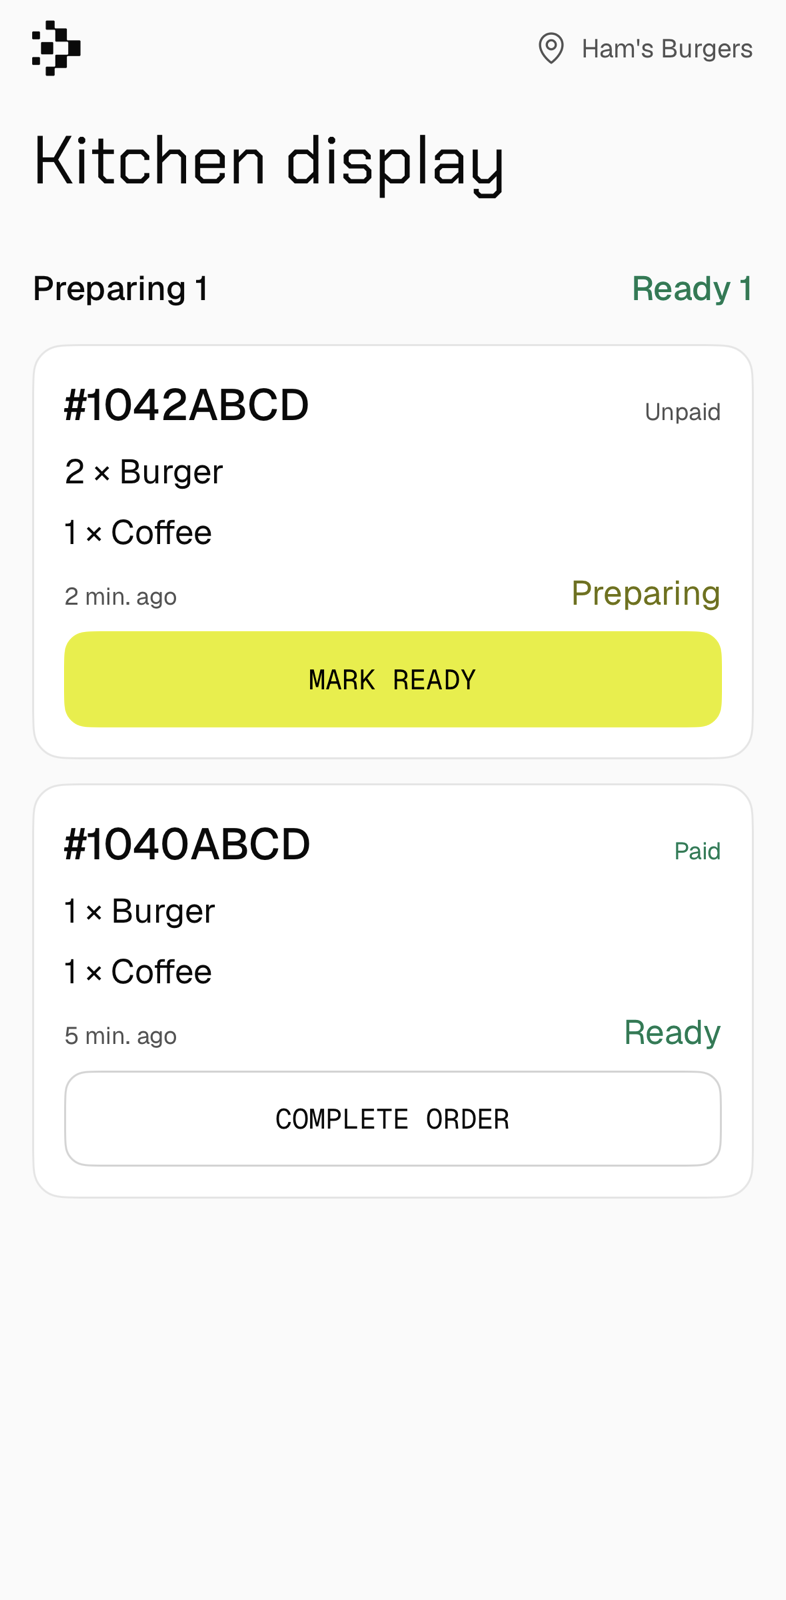 Ham's Burgers
Kitchen display
Preparing 1
Ready 1
#1042ABCD
Unpaid
2 × Burger
1 × Coffee
2 min. ago
Preparing
MARK READY
#1040ABCD
Paid
1 × Burger
1 × Coffee
5 min. ago
Ready
COMPLETE ORDER